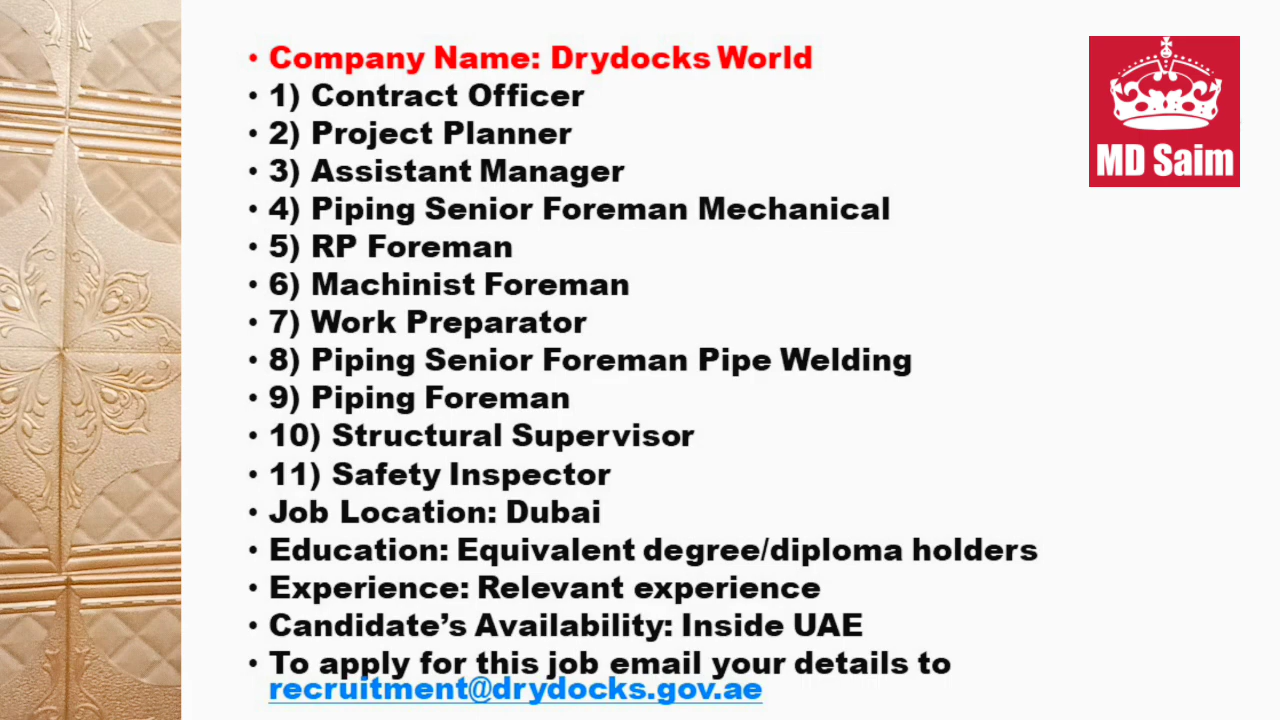 • Company Name: Drydocks World
• 1) Contract Officer
• 2) Project Planner
• 3) Assistant Manager
• 4) Piping Senior Foreman Mechanical
• 5) RP Foreman
• 6) Machinist Foreman
• 7) Work Preparator
• 8) Piping Senior Foreman Pipe Welding
• 9) Piping Foreman
• 10) Structural Supervisor
• 11) Safety Inspector
• Job Location: Dubai
• Education: Equivalent degree/diploma holders
• Experience: Relevant experience
• Candidate’s Availability: Inside UAE
• To apply for this job email your details to
recruitment@drydocks.gov.ae
MD Saim